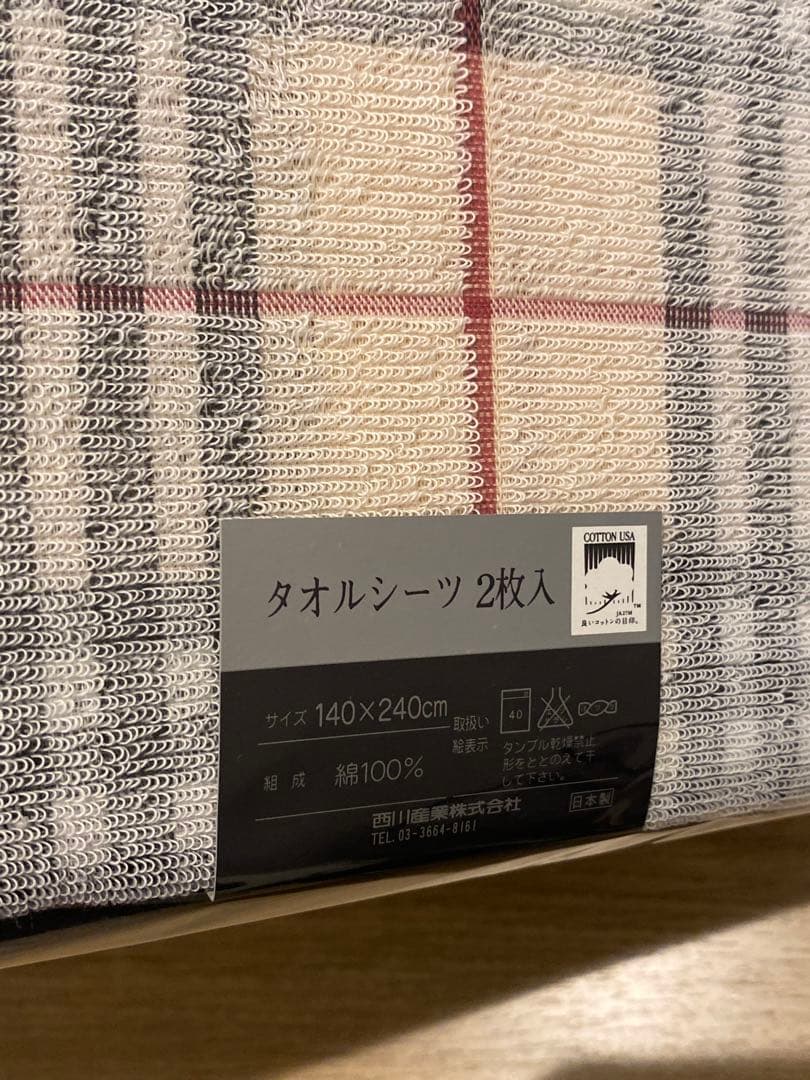 タオルシーツ 2枚入
COTTON USA
TM
良いコットンの目印。
サイズ 140×240cm
組成 綿100%
取扱い
絵表示
40
タンブル乾燥禁止
形をととのえて干
して下さい。
西川産業株式会社
TEL.03-3664-8161
日本製